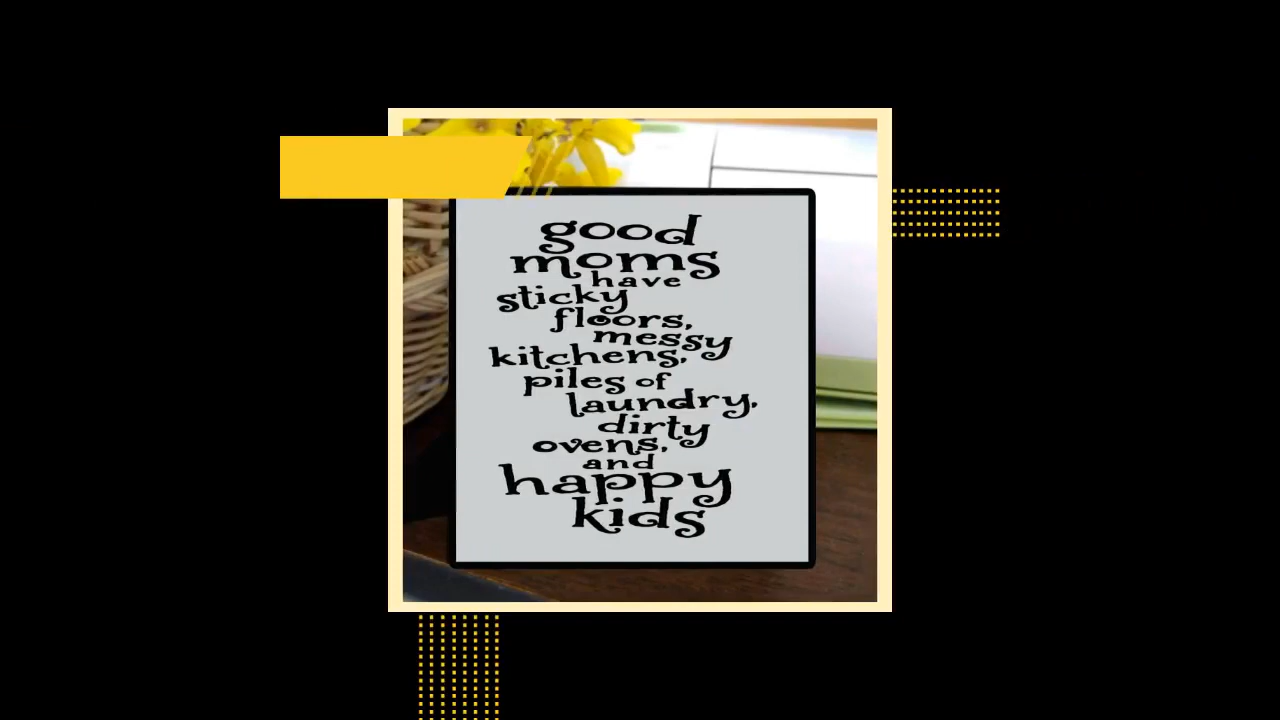 good
moms
have
sticky
floors,
messy
kitchens,
piles of
laundry,
dirty
ovens,
and
happy
kids